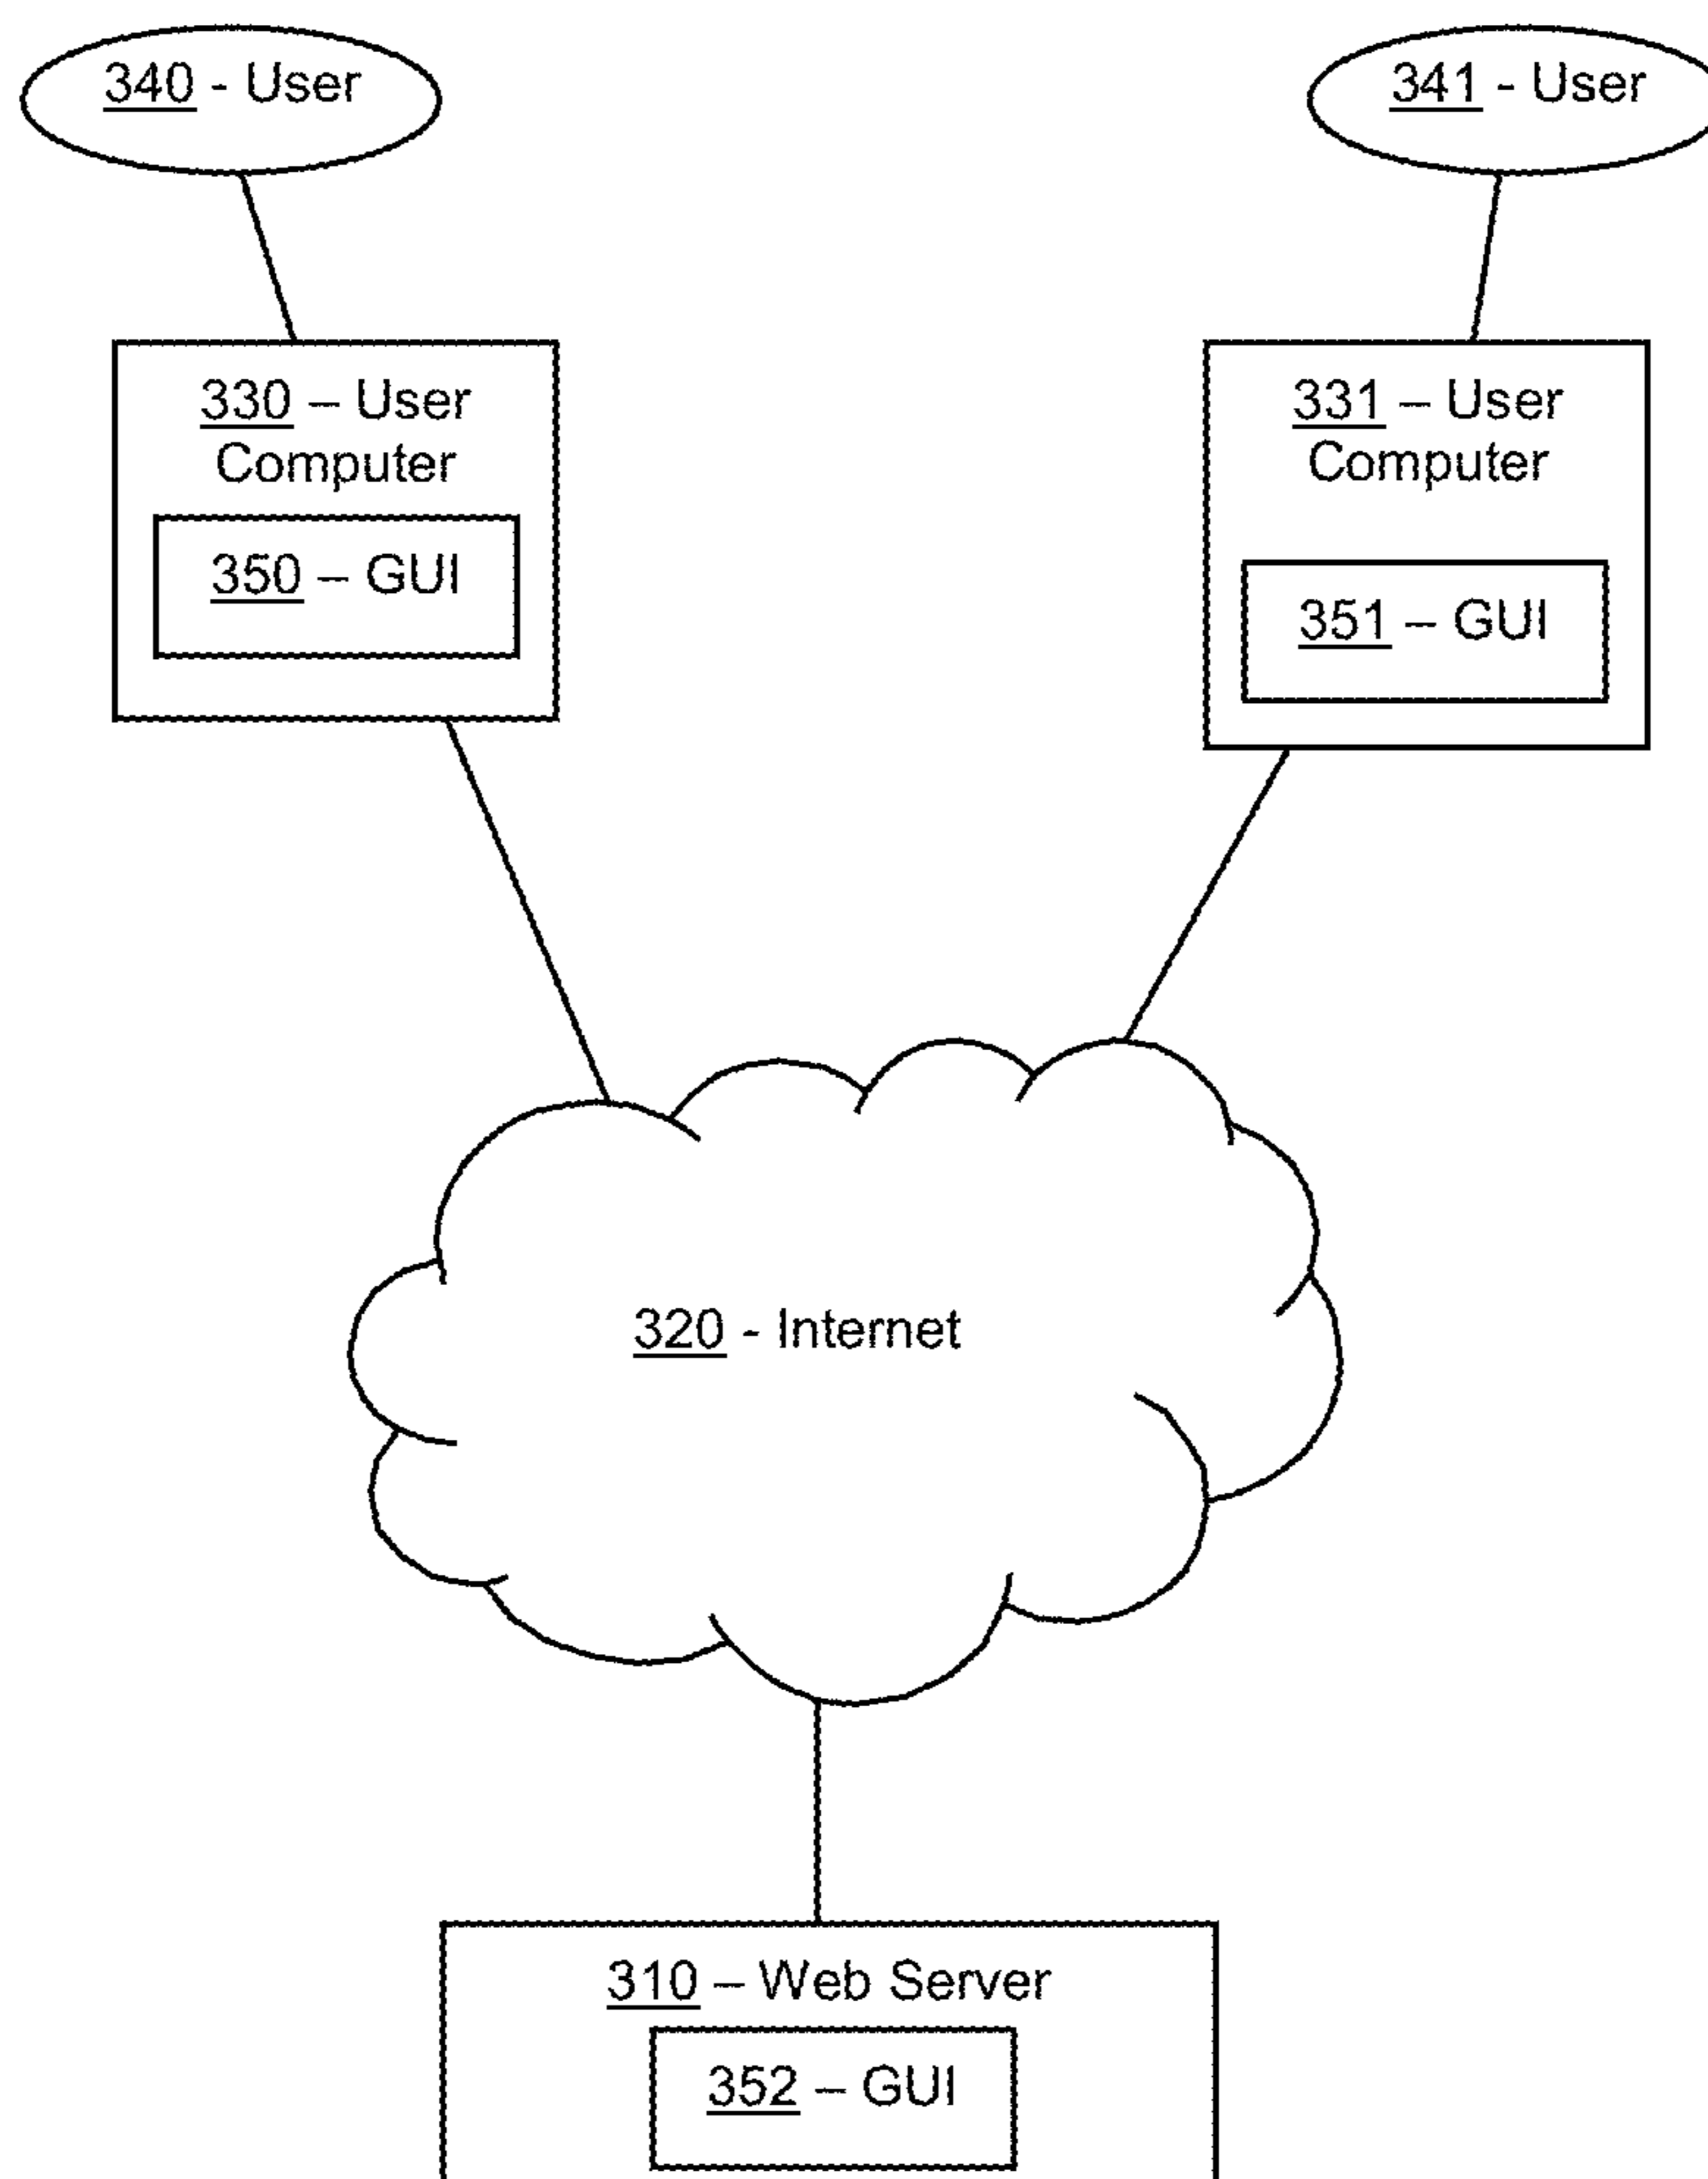 340 - User
341 - User
330 – User
Computer
350 – GUI
331 – User
Computer
351 – GUI
320 - Internet
310 – Web Server
352 – GUI